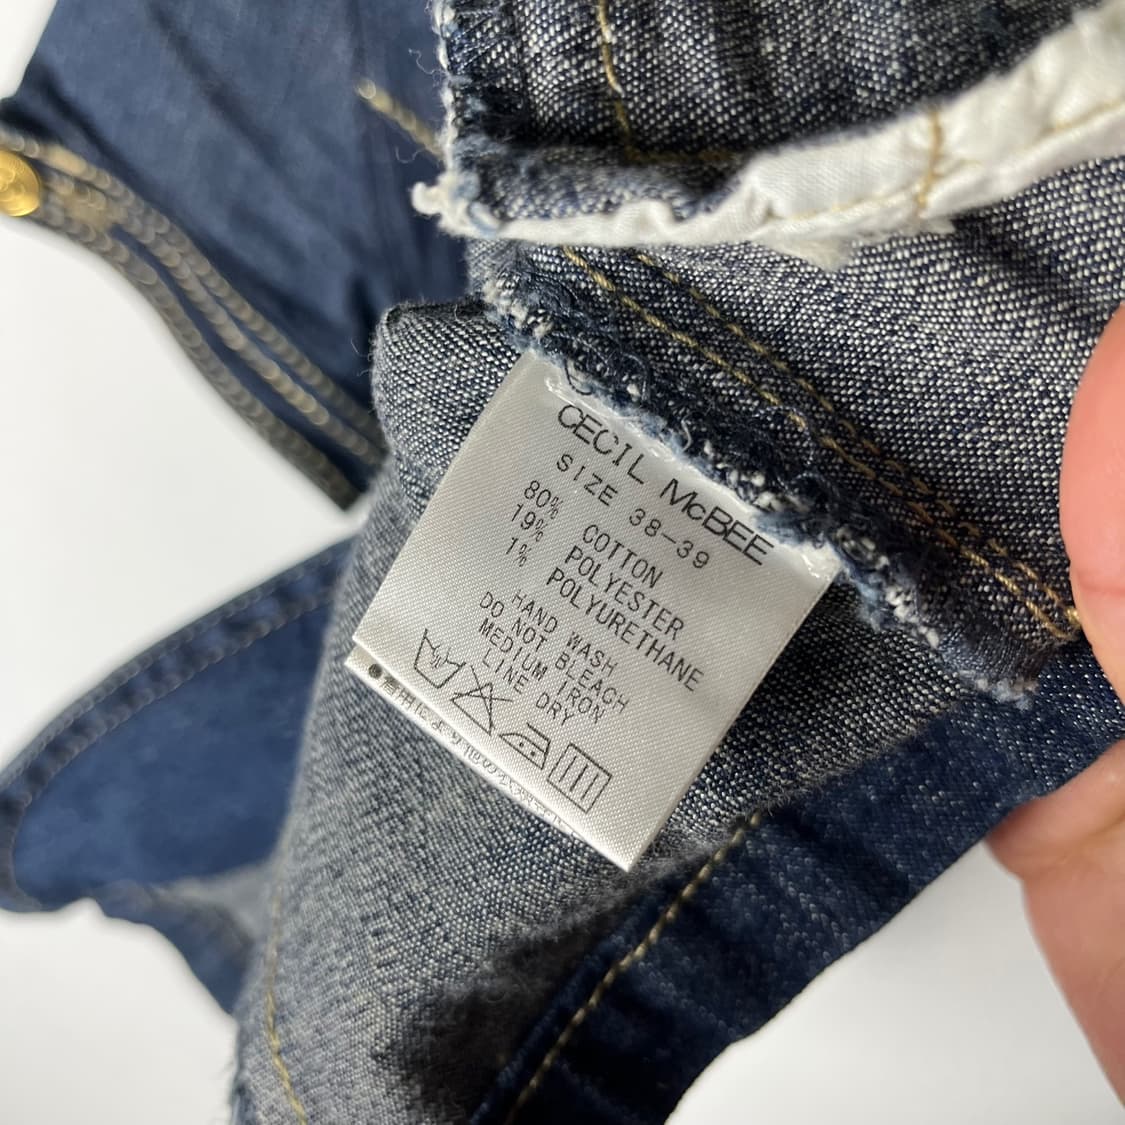 CECIL McBEE
SIZE 38-39
80% COTTON
19% POLYESTER
1% POLYURETHANE
HAND WASH
DO NOT BLEACH
MEDIUM IRON
LINE DRY